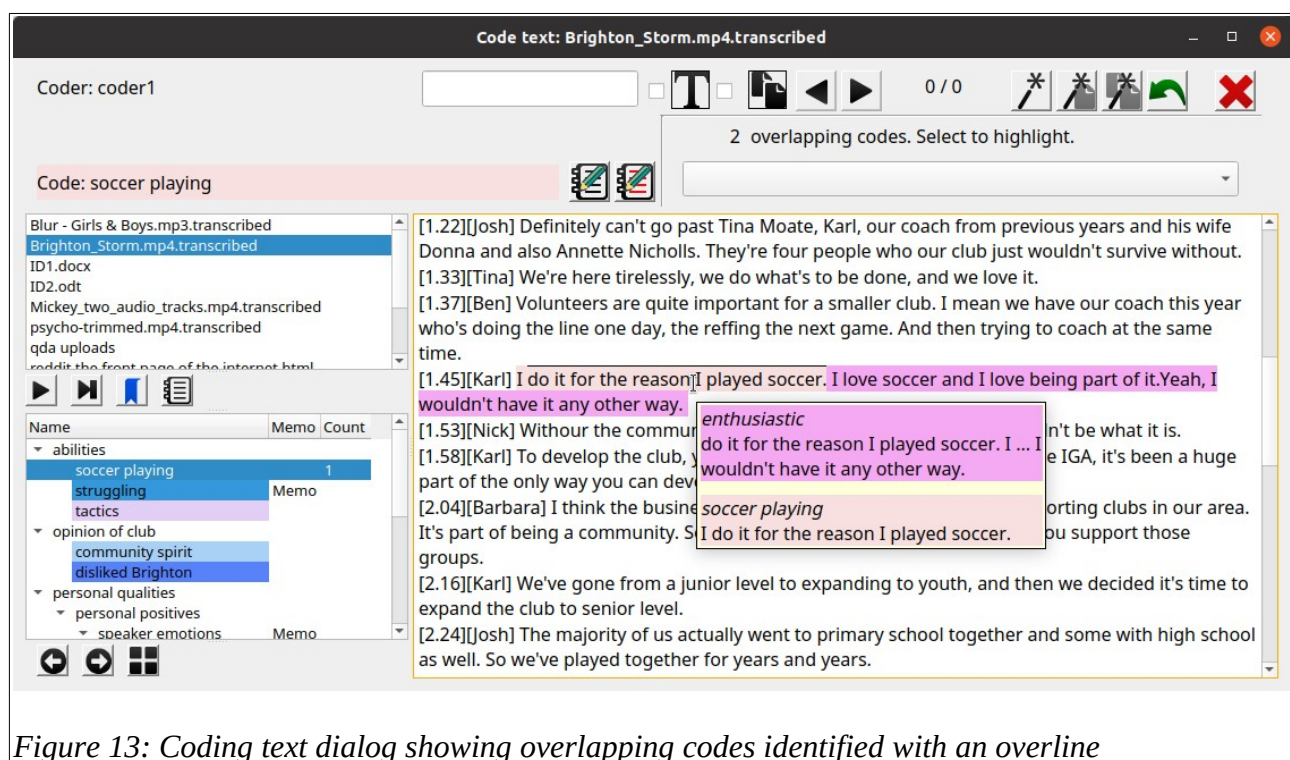 Code text: Brighton_Storm.mp4.transcribed
Coder: coder1
T
0 / 0
2 overlapping codes. Select to highlight.
Code: soccer playing
Blur - Girls & Boys.mp3.transcribed
Brighton_Storm.mp4.transcribed
ID1.docx
ID2.odt
Mickey_two_audio_tracks.mp4.transcribed
psycho-trimmed.mp4.transcribed
qda uploads
reddit the front page of the internet.html
Name Memo Count
abilities
soccer playing 1
struggling Memo
tactics
opinion of club
community spirit
disliked Brighton
personal qualities
personal positives
speaker emotions Memo
[1.22][Josh] Definitely can't go past Tina Moate, Karl, our coach from previous years and his wife
Donna and also Annette Nicholls. They're four people who our club just wouldn't survive without.
[1.33][Tina] We're here tirelessly, we do what's to be done, and we love it.
[1.37][Ben] Volunteers are quite important for a smaller club. I mean we have our coach this year
who's doing the line one day, the reffing the next game. And then trying to coach at the same
time.
[1.45][Karl] I do it for the reason I played soccer. I love soccer and I love being part of it.Yeah, I
wouldn't have it any other way.
[1.53][Nick] Withour the commun't be what it is.
[1.58][Karl] To develop the club, e IGA, it's been a huge
part of the only way you can dev
[2.04][Barbara] I think the busine orting clubs in our area.
It's part of being a community. S ou support those
groups.
[2.16][Karl] We've gone from a junior level to expanding to youth, and then we decided it's time to
expand the club to senior level.
[2.24][Josh] The majority of us actually went to primary school together and some with high school
as well. So we've played together for years and years.
enthusiastic
do it for the reason I played soccer. I ... I
wouldn't have it any other way.
soccer playing
I do it for the reason I played soccer.
Figure 13: Coding text dialog showing overlapping codes identified with an overline